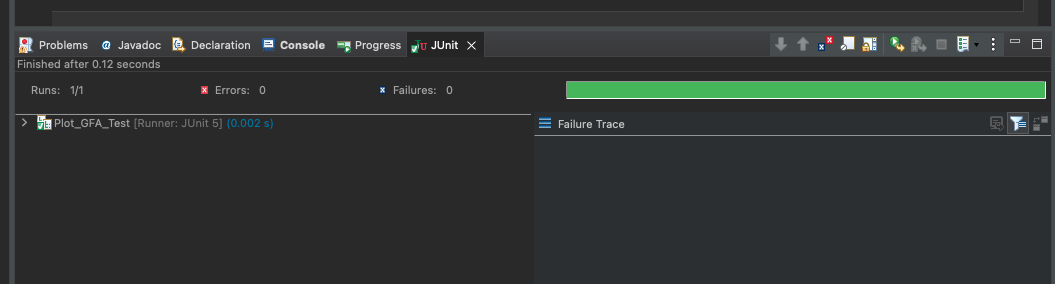 Problems @ Javadoc Declaration Console Progress JUnit
Finished after 0.12 seconds
Runs: 1/1 Errors: 0 Failures: 0
Plot_GFA_Test [Runner: JUnit 5] (0.002 s)
Failure Trace